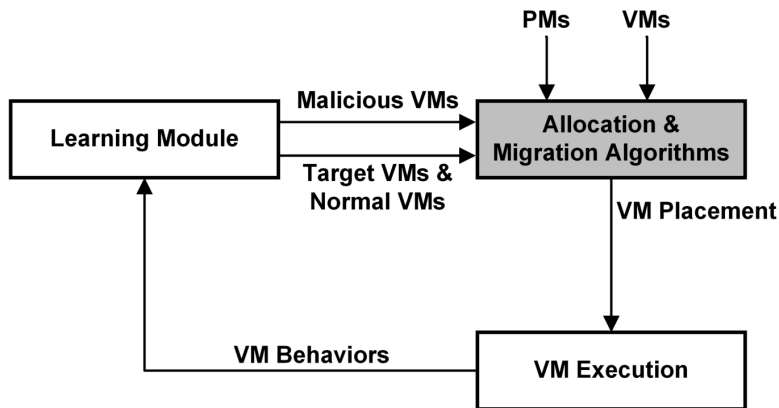 PMs VMs
Malicious VMs
Learning Module
Allocation &
Migration Algorithms
Target VMs &
Normal VMs
VM Placement
VM Behaviors
VM Execution